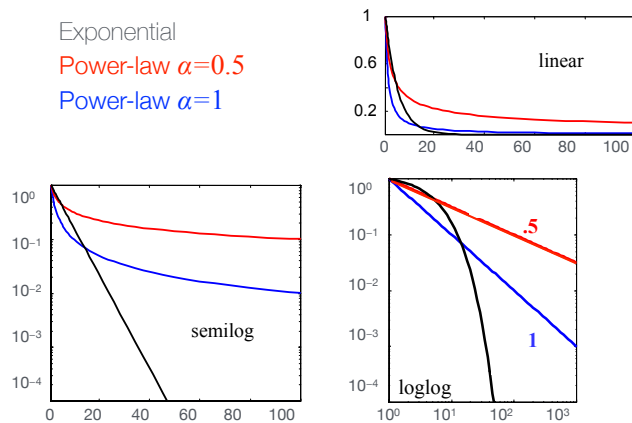 Exponential
Power-law α=0.5
Power-law α=1
1
0.6
0.2
linear
0 20 40 60 80 100
10⁰
10⁻¹
10⁻²
10⁻³
10⁻⁴
semilog
0 20 40 60 80 100
10⁰
10⁻¹
10⁻²
10⁻³
10⁻⁴
.5
1
loglog
10⁰ 10¹ 10² 10³